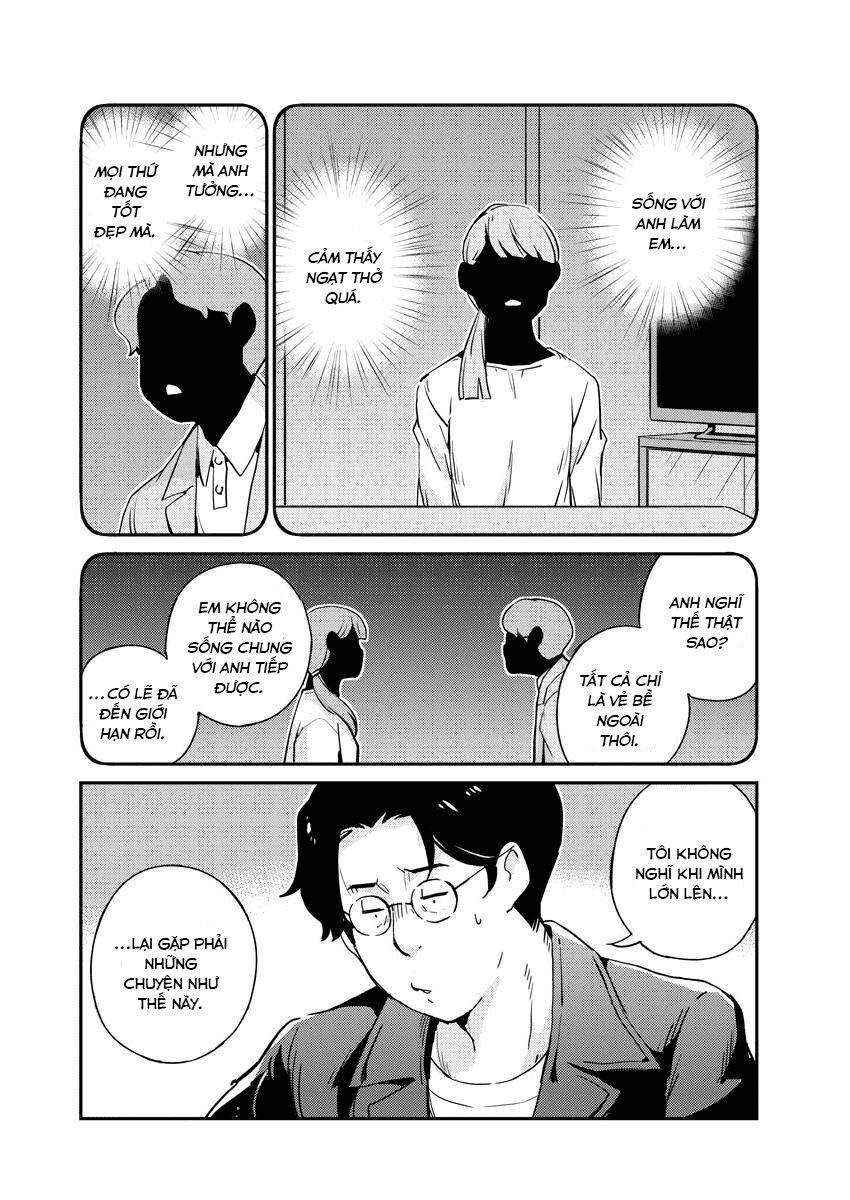 SỐNG VỚI
ANH LÀM
EM...
CẢM THẤY
NGẠT THỞ
QUÁ.
NHƯNG
MÀ ANH
TƯỞNG...
MỌI THỨ
ĐANG
TỐT
ĐẸP MÀ.
ANH NGHĨ
THẾ THẬT
SAO?
TẤT CẢ CHỈ
LÀ VẺ BỀ
NGOÀI
THÔI.
EM KHÔNG
THỂ NÀO
SỐNG CHUNG
VỚI ANH TIẾP
ĐƯỢC.
...CÓ LẼ ĐÃ
ĐẾN GIỚI
HẠN RỒI.
TÔI KHÔNG
NGHĨ KHI MÌNH
LỚN LÊN...
...LẠI GẶP PHẢI
NHỮNG
CHUYỆN NHƯ
THẾ NÀY.